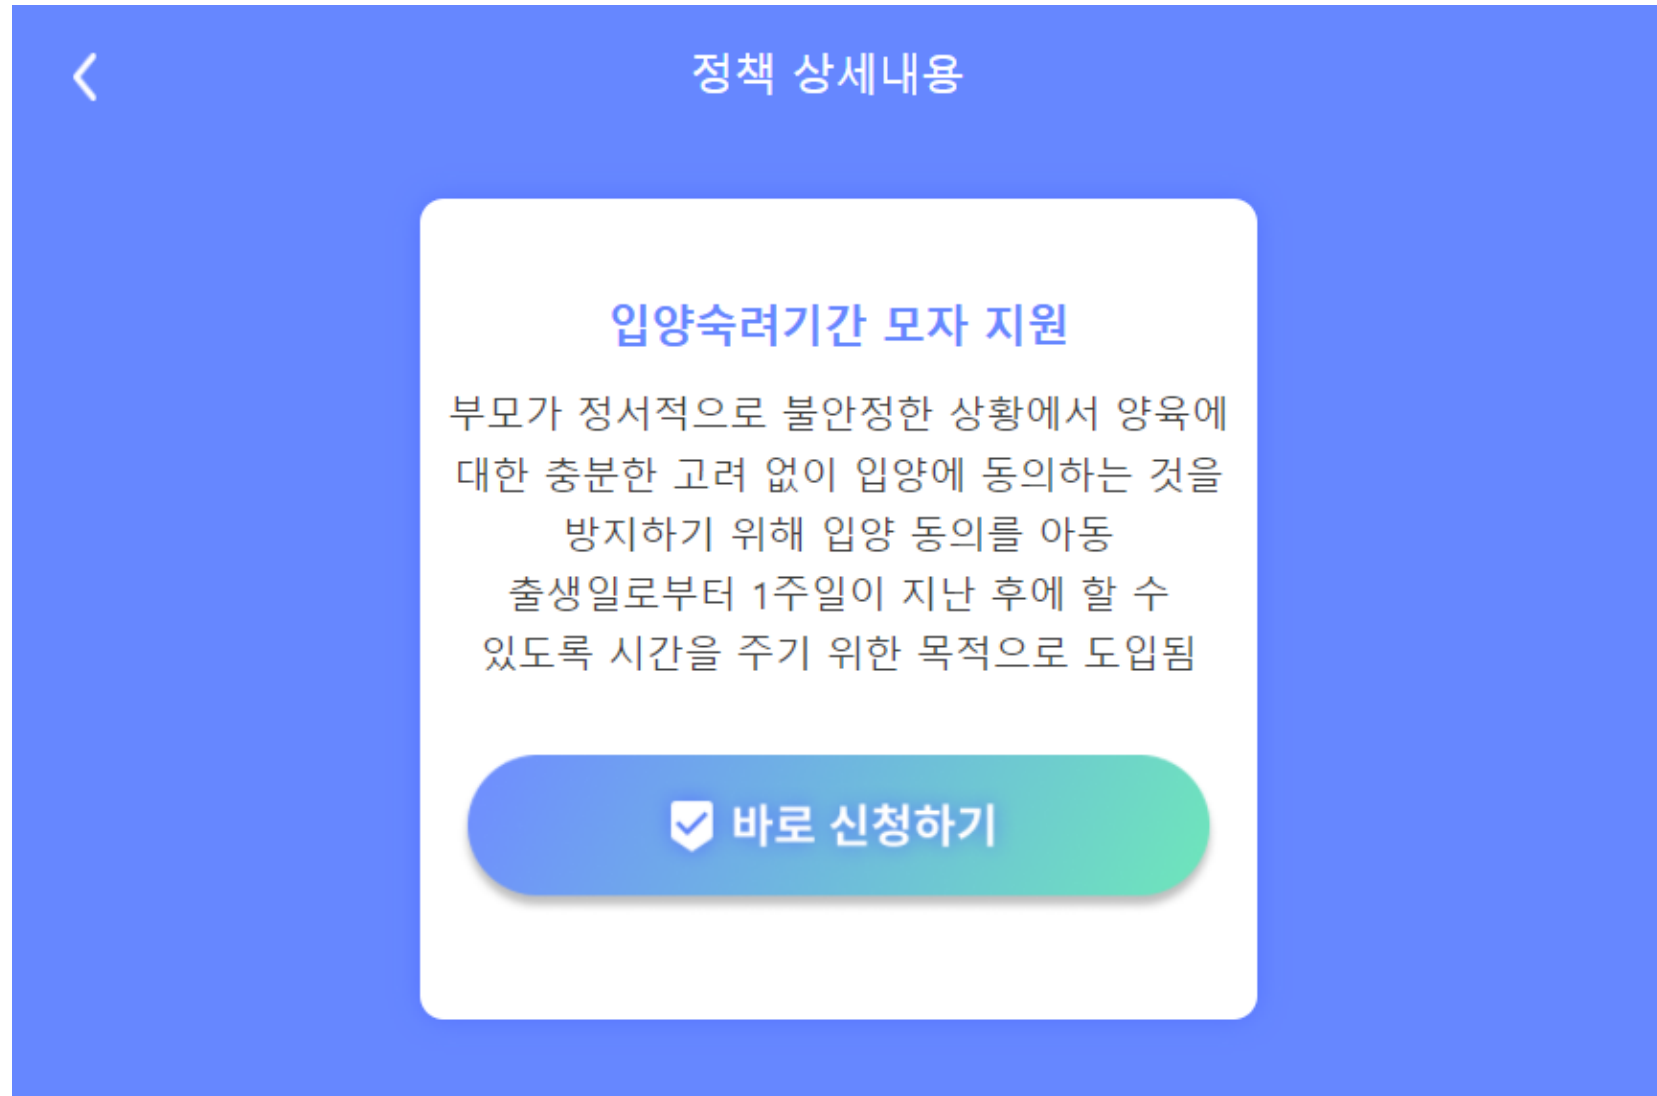 정책 상세내용
입양숙려기간 모자 지원
부모가 정서적으로 불안정한 상황에서 양육에
대한 충분한 고려 없이 입양에 동의하는 것을
방지하기 위해 입양 동의를 아동
출생일로부터 1주일이 지난 후에 할 수
있도록 시간을 주기 위한 목적으로 도입됨
바로 신청하기